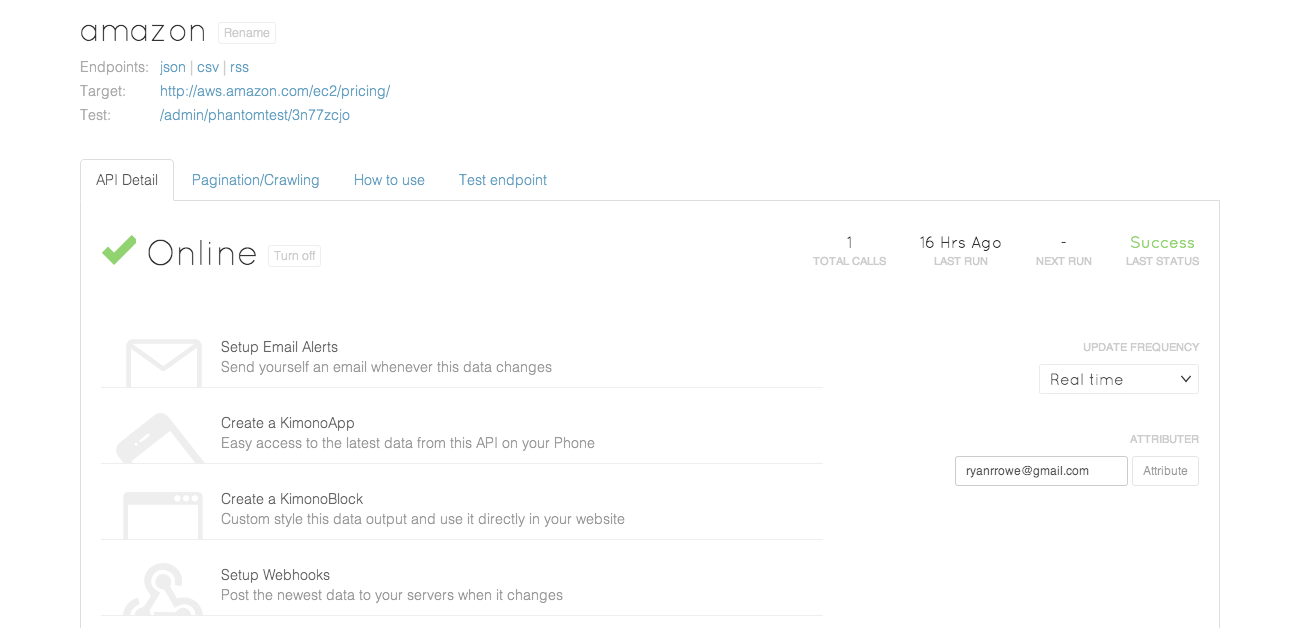 amazon Rename
Endpoints: json | csv | rss
Target: http://aws.amazon.com/ec2/pricing/
Test: /admin/phantomtest/3n77zcjo
API Detail Pagination/Crawling How to use Test endpoint
Online Turn off
1 16 Hrs Ago - Success
TOTAL CALLS LAST RUN NEXT RUN LAST STATUS
Setup Email Alerts
Send yourself an email whenever this data changes
Create a KimonoApp
Easy access to the latest data from this API on your Phone
Create a KimonoBlock
Custom style this data output and use it directly in your website
Setup Webhooks
Post the newest data to your servers when it changes
UPDATE FREQUENCY
Real time
ATTRIBUTER
ryanrrowe@gmail.com Attribute